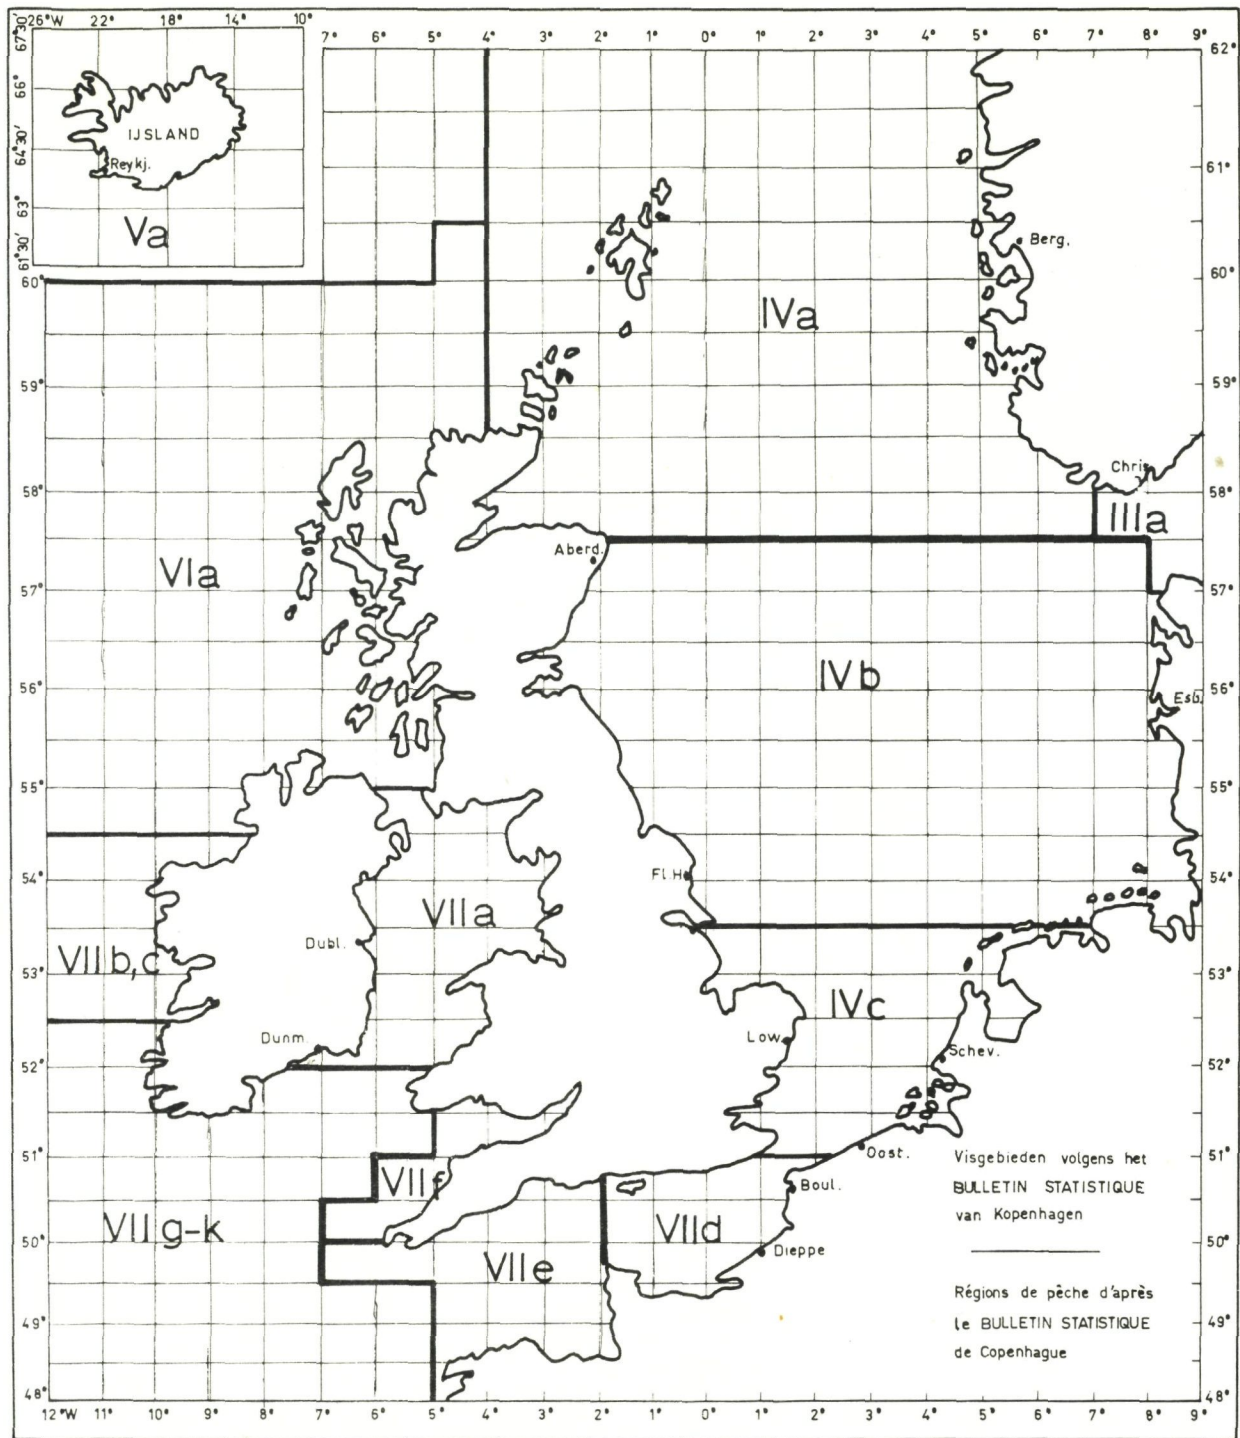 26°W 22° 18° 14° 10°
7° 6° 5° 4° 3° 2° 1° 0° 1° 2° 3° 4° 5° 6° 7° 8° 9°
67°30'
66°
64°30'
63°
61°30'
IJSLAND
Reykj.
Va
62°
61°
60°
59°
58°
57°
56°
55°
54°
53°
52°
51°
50°
49°
48°
60°
59°
58°
57°
56°
55°
54°
53°
52°
51°
50°
49°
48°
Berg.
IVa
Chris.
IIIa
Aberd.
VIa
IVb
Esb.
Fl.H
VIIa
Dubl.
VIIb,c
IVc
Dunm.
Low.
Schev.
Oost.
VIIf
Boul.
VIIg-k
VIId
Dieppe
VIIe
Visgebieden volgens het
BULLETIN STATISTIQUE
van Kopenhagen
Régions de pêche d'après
le BULLETIN STATISTIQUE
de Copenhague
12°W 11° 10° 9° 8° 7° 6° 5° 4° 3° 2° 1° 0° 1° 2° 3° 4° 5° 6° 7° 8° 9°